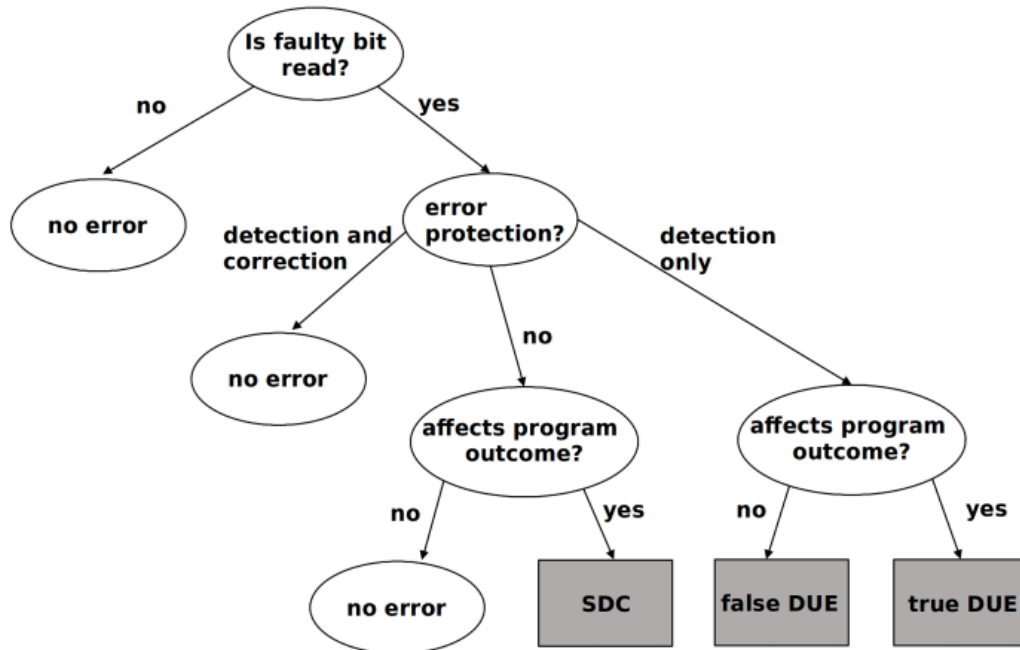 Is faulty bit
read?
no
yes
no error
error
protection?
detection and
correction
detection
only
no error
no
affects program
outcome?
affects program
outcome?
no
yes
no
yes
no error
SDC
false DUE
true DUE